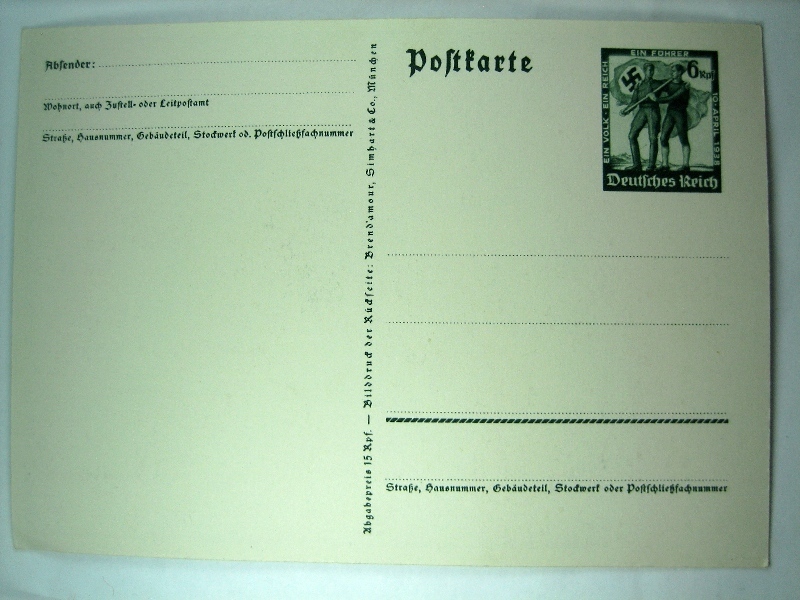 Absender:
Wohnort, auch Zustell- oder Leitpostamt
Straße, Hausnummer, Gebäudeteil, Stockwerk od. Postschließfachnummer
Abgabepreis 15 Rpf. — Bilddruck der Rückseite: Brend'amour, Simhart & Co., München
Postkarte
EIN VOLK · EIN REICH
EIN FÜHRER
10. APRIL 1938
6 Rpf
Deutsches Reich
Straße, Hausnummer, Gebäudeteil, Stockwerk oder Postschließfachnummer